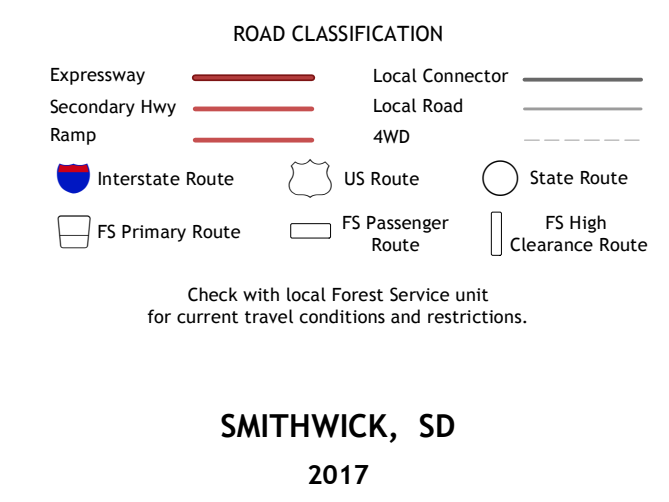 ROAD CLASSIFICATION
Expressway
Local Connector
Secondary Hwy
Local Road
Ramp
4WD
Interstate Route
US Route
State Route
FS Primary Route
FS Passenger
Route
FS High
Clearance Route
Check with local Forest Service unit
for current travel conditions and restrictions.
SMITHWICK, SD
2017